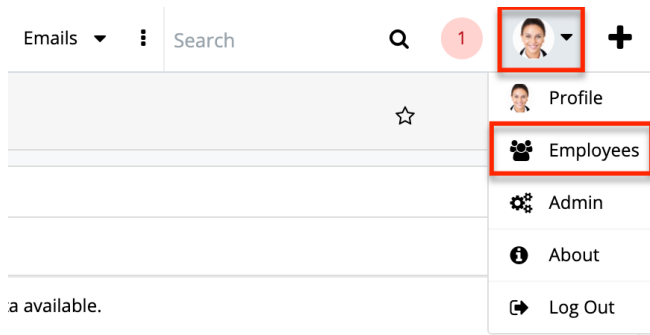 Emails
Search
1
Profile
Employees
Admin
About
Log Out
a available.